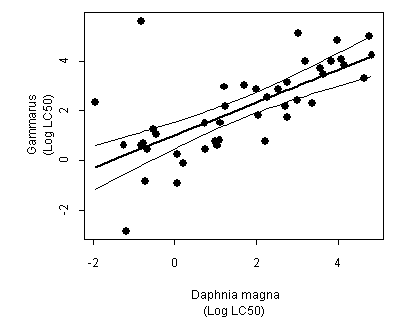 Gammarus
(Log LC50)
4
2
0
-2
-2 0 2 4
Daphnia magna
(Log LC50)